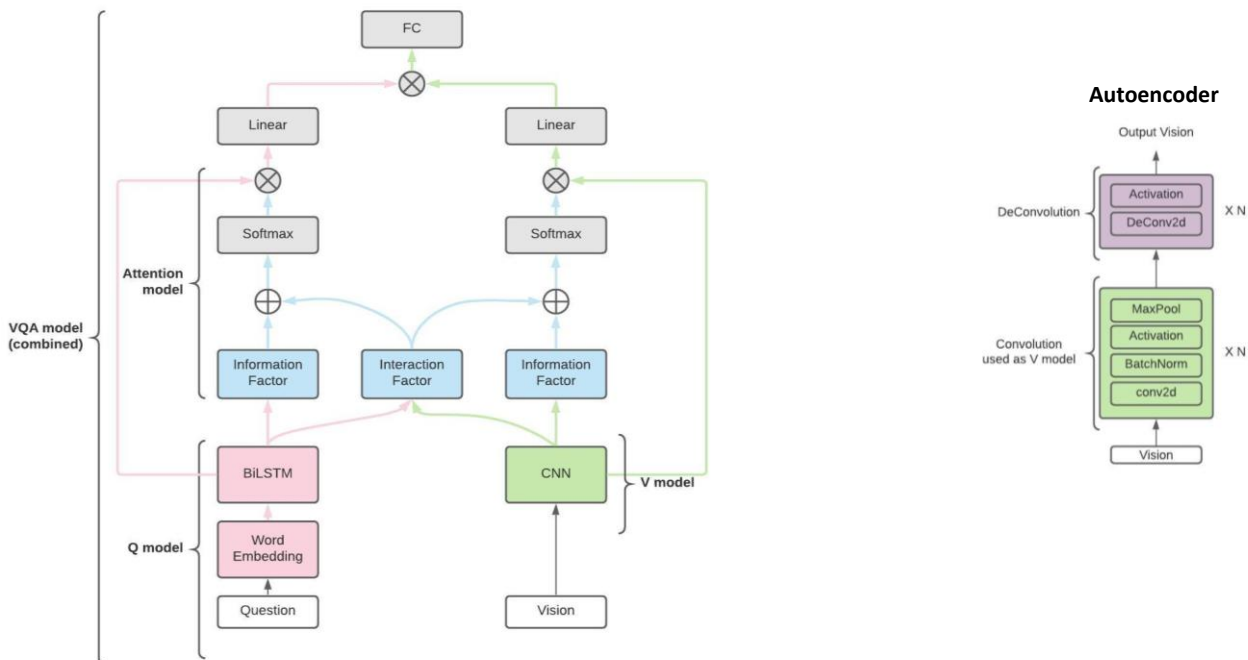 FC
Linear
Linear
Softmax
Softmax
Attention
model
VQA model
(combined)
Information
Factor
Interaction
Factor
Information
Factor
BiLSTM
CNN
V model
Q model
Word
Embedding
Question
Vision
Autoencoder
Output Vision
DeConvolution
Activation
DeConv2d
X N
Convolution
used as V model
MaxPool
Activation
BatchNorm
conv2d
X N
Vision